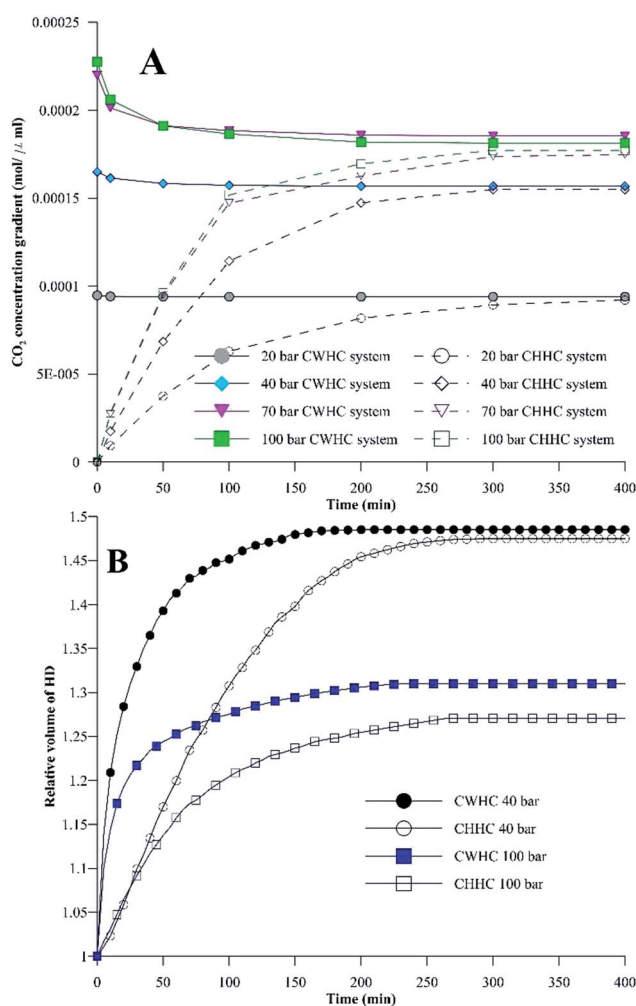 0.00025
A
0.0002
0.00015
0.0001
5E-005
0
CO2 concentration gradient (mol/μ ml)
20 bar CWHC system
20 bar CHHC system
40 bar CWHC system
40 bar CHHC system
70 bar CWHC system
70 bar CHHC system
100 bar CWHC system
100 bar CHHC system
0 50 100 150 200 250 300 350 400
Time (min)
1.5
B
1.45
1.4
1.35
1.3
1.25
1.2
1.15
1.1
1.05
1
Relative volume of HD
CWHC 40 bar
CHHC 40 bar
CWHC 100 bar
CHHC 100 bar
0 50 100 150 200 250 300 350 400
Time (min)